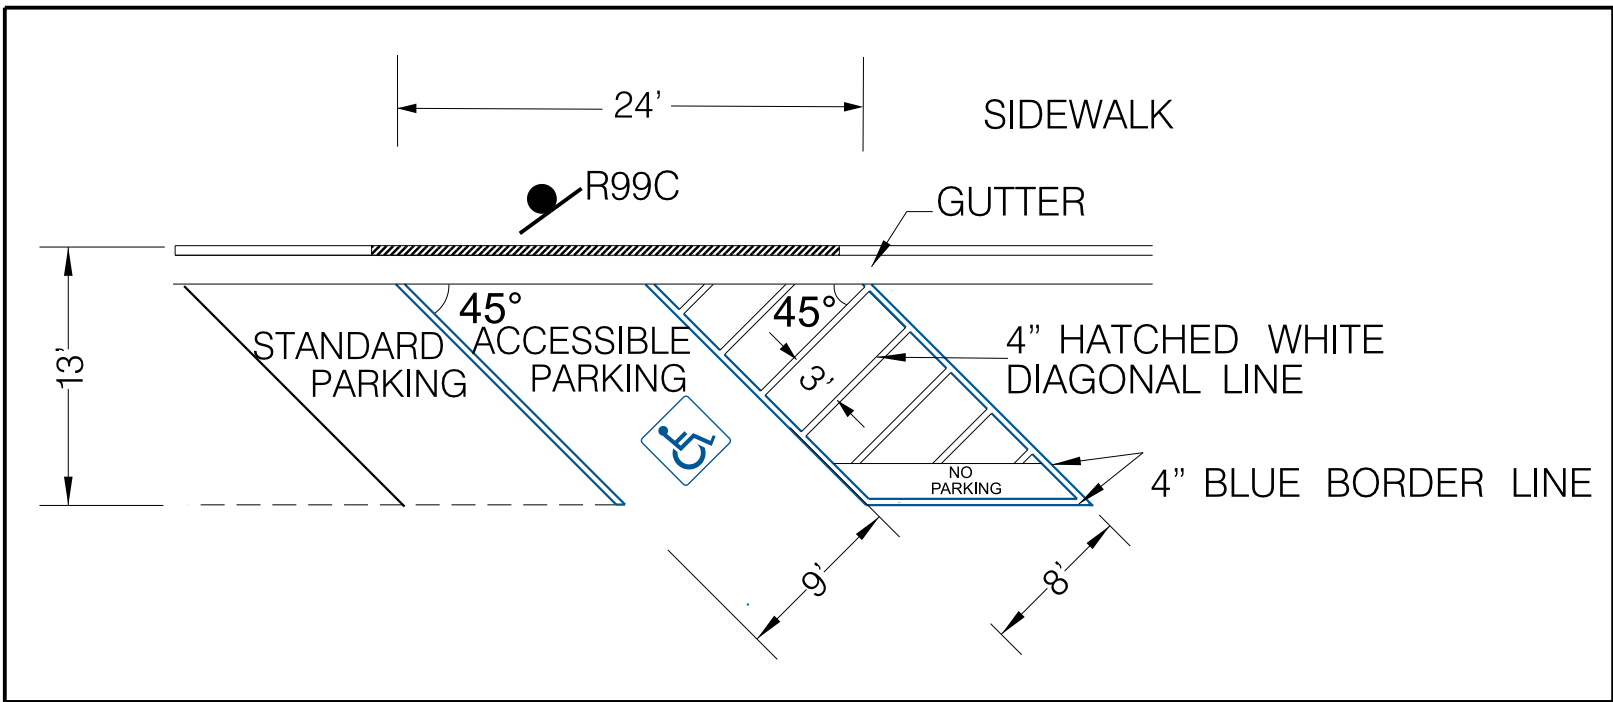 24’
SIDEWALK
R99C
GUTTER
45°
45°
STANDARD
PARKING
ACCESSIBLE
PARKING
4” HATCHED WHITE
DIAGONAL LINE
13’
3’
NO
PARKING
4” BLUE BORDER LINE
9’
8’